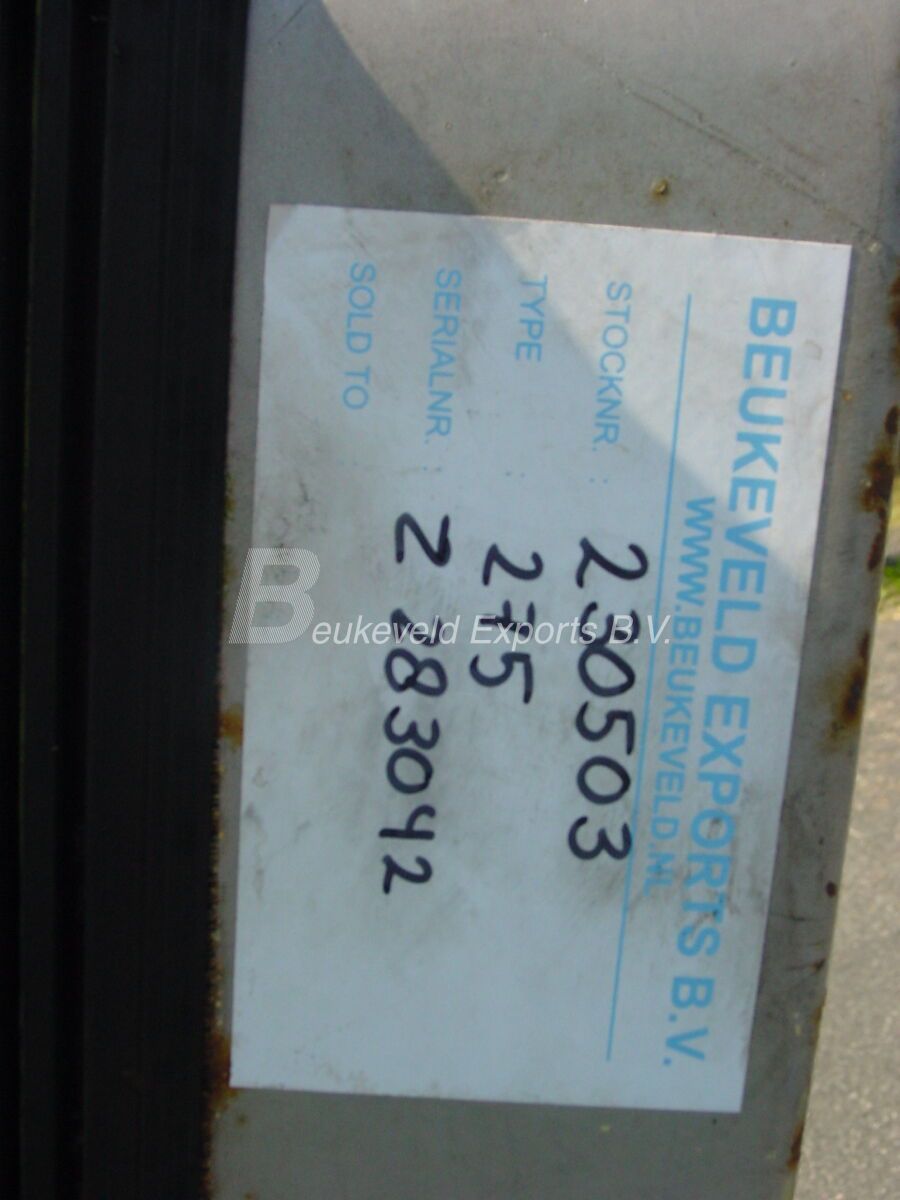 BEUKEVELD EXPORTS B.V.
WWW.BEUKEVELD.NL
STOCKNR. : 230503
TYPE : 275
SERIALNR. : Z 283042
SOLD TO
Beukeveld Exports B.V.